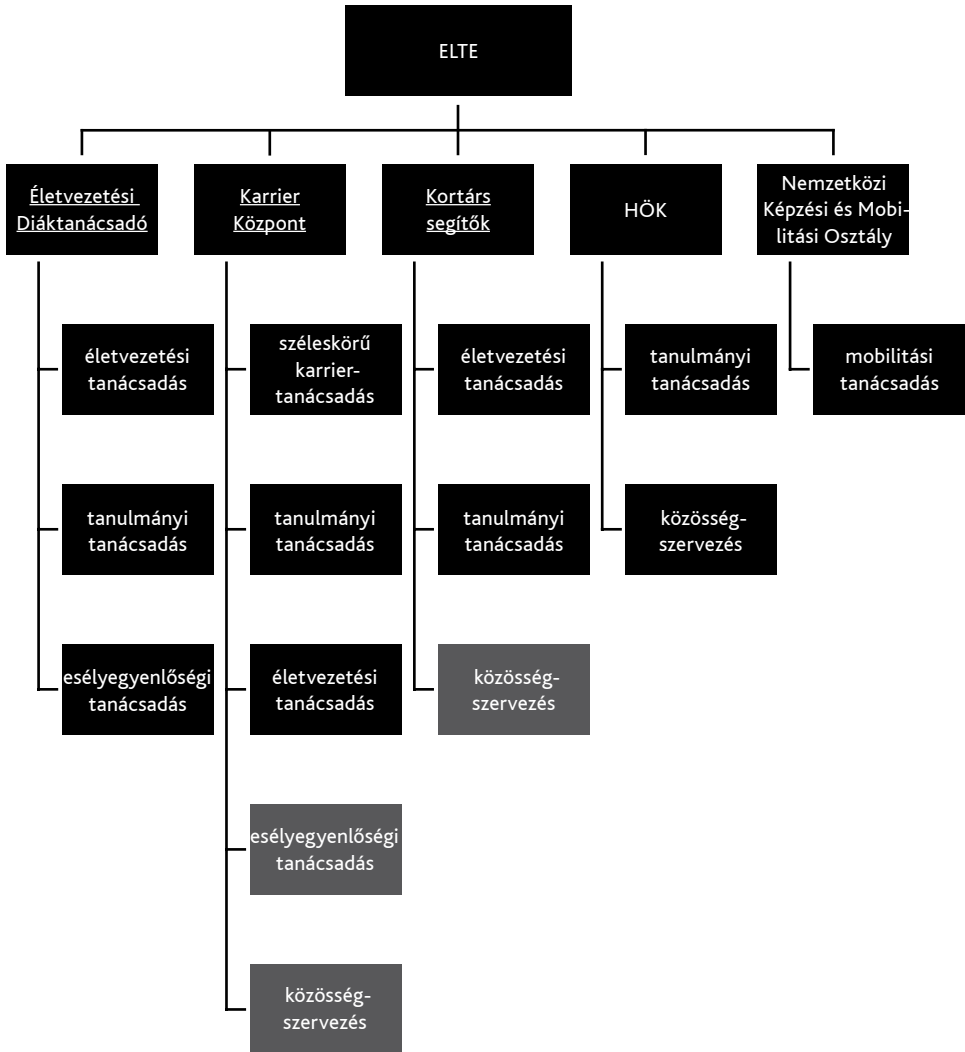 ELTE
Életvezetési
Diáktanácsadó
Karrier
Központ
Kortárs
segítők
HÖK
Nemzetközi
Képzési és Mobi-
litási Osztály
életvezetési
tanácsadás
tanulmányi
tanácsadás
esélyegyenlőségi
tanácsadás
széleskörű
karrier-
tanácsadás
tanulmányi
tanácsadás
életvezetési
tanácsadás
esélyegyenlőségi
tanácsadás
közösség-
szervezés
életvezetési
tanácsadás
tanulmányi
tanácsadás
közösség-
szervezés
tanulmányi
tanácsadás
közösség-
szervezés
mobilitási
tanácsadás